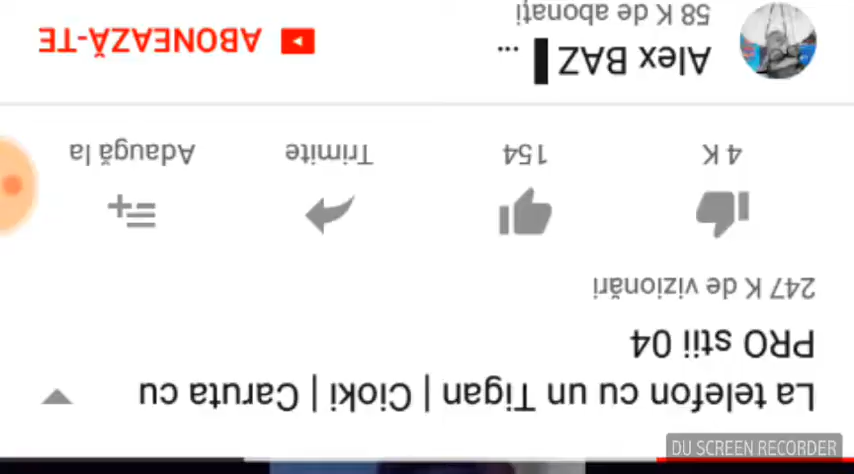 La telefon cu un Tigan | Cioki | Caruta cu
PRO stii 04
247 K de vizionări
4 K
154
Trimite
Adaugă la
Alex BAZ ▌...
58 K de abonați
ABONEAZĂ-TE
DU SCREEN RECORDER